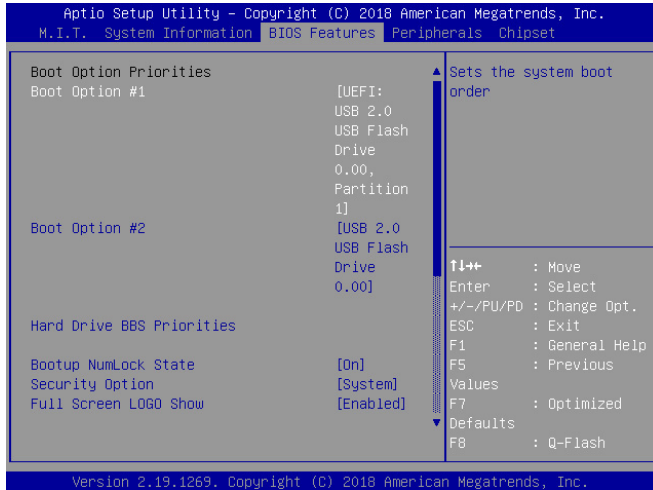 Aptio Setup Utility – Copyright (C) 2018 American Megatrends, Inc.
M.I.T. System Information BIOS Features Peripherals Chipset
Boot Option Priorities
Boot Option #1 [UEFI:
USB 2.0
USB Flash
Drive
0.00,
Partition
1]
Boot Option #2 [USB 2.0
USB Flash
Drive
0.00]
Hard Drive BBS Priorities
Bootup NumLock State [On]
Security Option [System]
Full Screen LOGO Show [Enabled]
Sets the system boot
order
↑↓→← : Move
Enter : Select
+/-/PU/PD : Change Opt.
ESC : Exit
F1 : General Help
F5 : Previous
Values
F7 : Optimized
Defaults
F8 : Q-Flash
Version 2.19.1269. Copyright (C) 2018 American Megatrends, Inc.